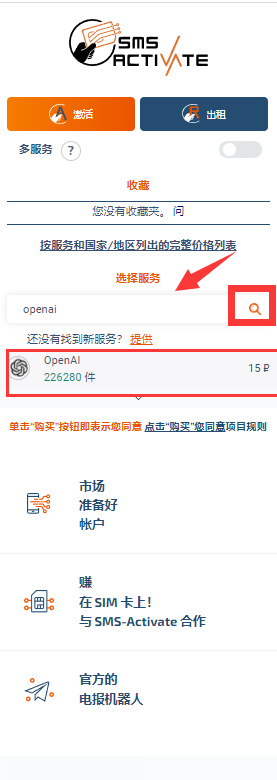 SMS
ACTIVATE
激活
出租
多服务 ?
收藏
您没有收藏夹。 问
按服务和国家/地区列出的完整价格列表
选择服务
openai
还没有找到新服务？ 提供
OpenAI
226280 件
15 ₽
单击“购买”按钮即表示您同意 点击“购买”您同意项目规则
市场
准备好
帐户
赚
在 SIM 卡上！
与 SMS-Activate 合作
官方的
电报机器人